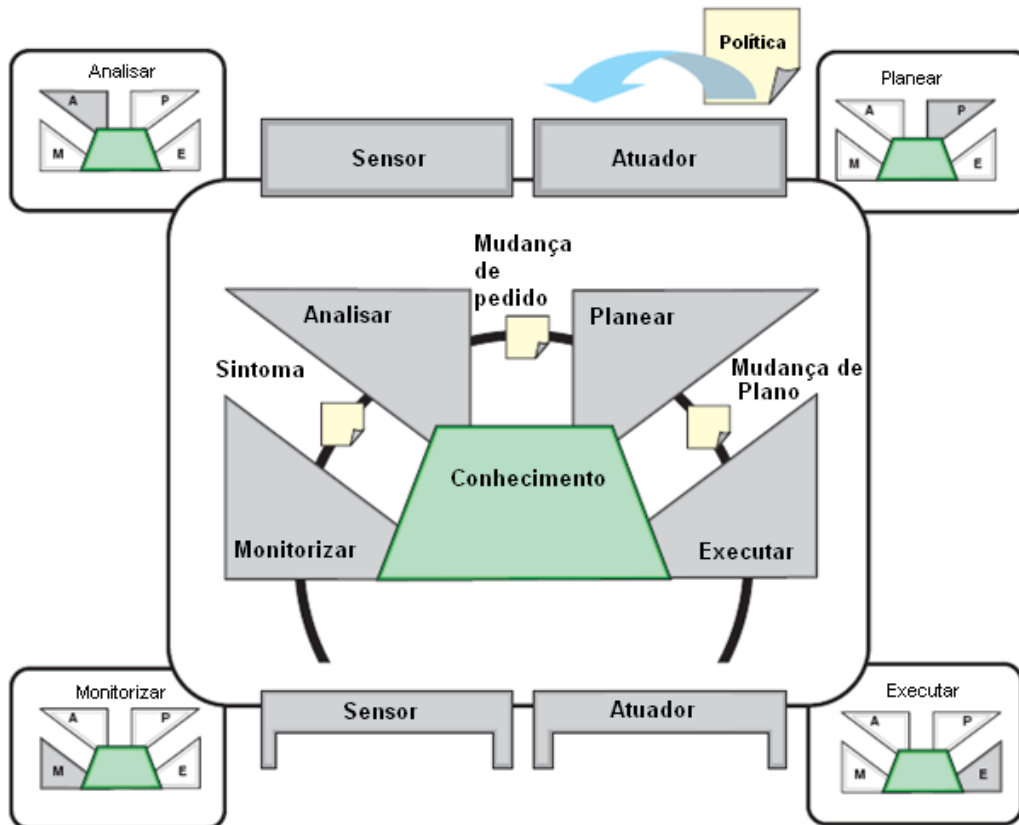 Política
Analisar
A
P
M
E
Planear
A
P
M
E
Sensor
Atuador
Mudança
de
pedido
Analisar
Planear
Sintoma
Mudança de
Plano
Conhecimento
Monitorizar
Executar
Monitorizar
A
P
M
E
Sensor
Atuador
Executar
A
P
M
E